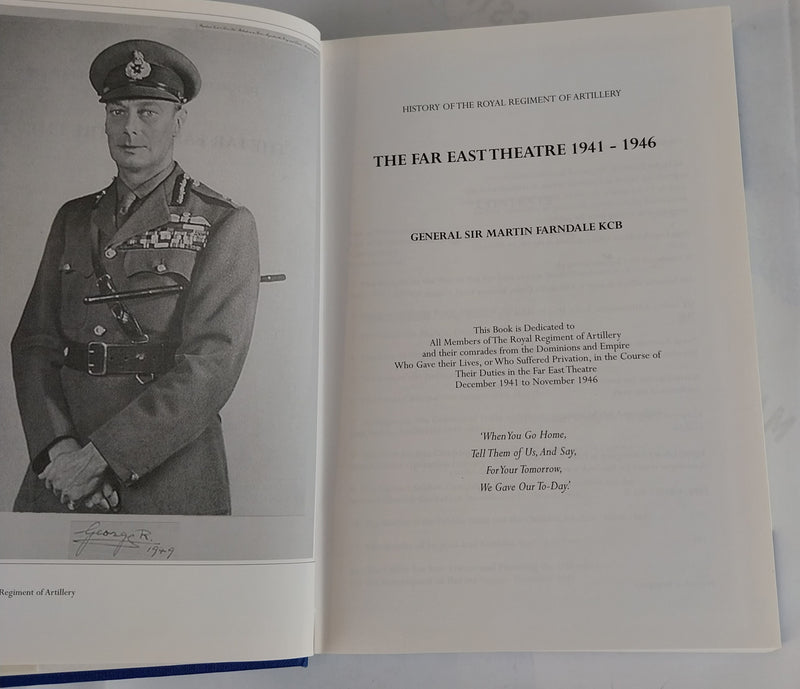 George R.
1949
Regiment of Artillery
HISTORY OF THE ROYAL REGIMENT OF ARTILLERY
THE FAR EAST THEATRE 1941 - 1946
GENERAL SIR MARTIN FARNDALE KCB
This Book is Dedicated to
All Members of The Royal Regiment of Artillery
and their comrades from the Dominions and Empire
Who Gave their Lives, or Who Suffered Privation, in the Course of
Their Duties in the Far East Theatre
December 1941 to November 1946
'When You Go Home,
Tell Them of Us, And Say,
For Your Tomorrow,
We Gave Our To-Day.'